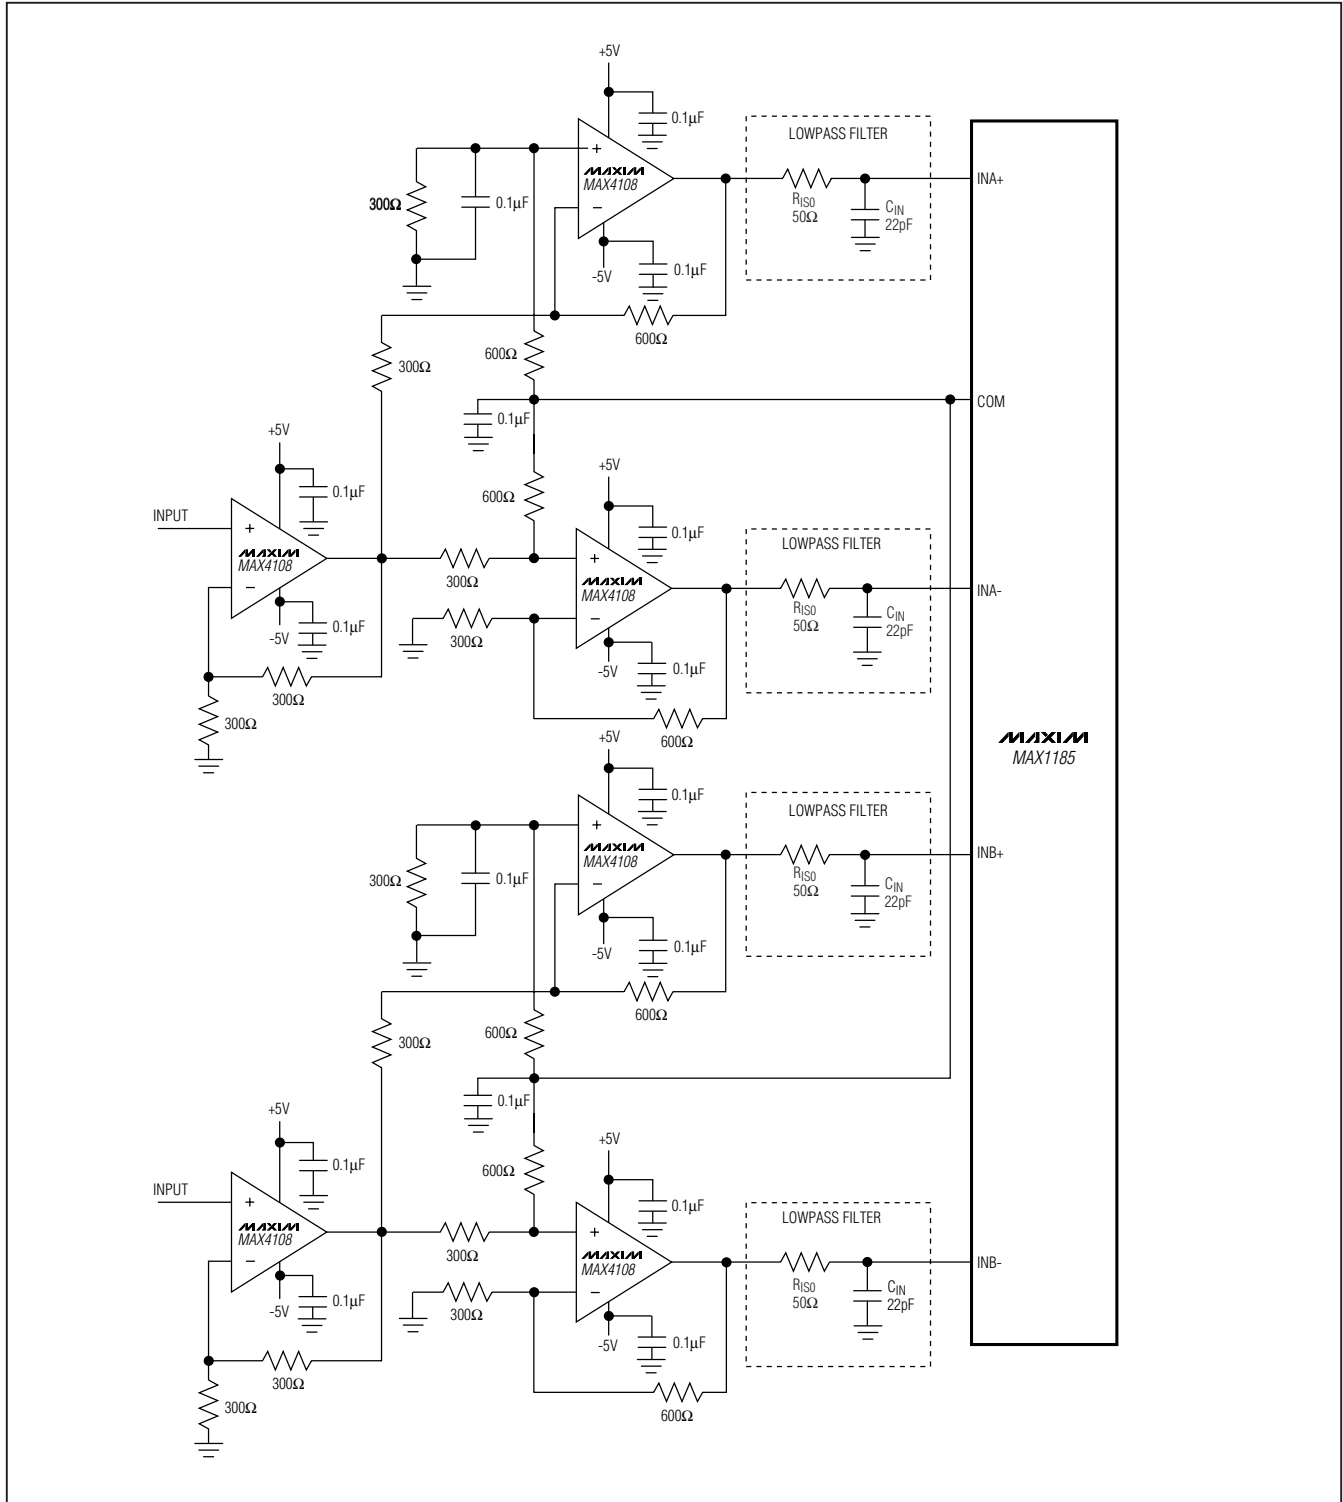 +5V
0.1µF
LOWPASS FILTER
+
MAXIM
MAX4108
INA+
300Ω
0.1µF
RISO
50Ω
CIN
22pF
−
0.1µF
-5V
600Ω
300Ω
600Ω
COM
0.1µF
+5V
+5V
0.1µF
600Ω
0.1µF
INPUT
+
LOWPASS FILTER
MAXIM
MAX4108
300Ω
+
MAXIM
MAX4108
INA-
−
RISO
50Ω
CIN
22pF
-5V
0.1µF
300Ω
−
-5V
0.1µF
300Ω
300Ω
600Ω
MAXIM
MAX1185
+5V
0.1µF
LOWPASS FILTER
+
MAXIM
MAX4108
INB+
300Ω
0.1µF
RISO
50Ω
CIN
22pF
−
0.1µF
-5V
600Ω
300Ω
600Ω
0.1µF
+5V
+5V
0.1µF
600Ω
0.1µF
INPUT
+
LOWPASS FILTER
MAXIM
MAX4108
300Ω
+
MAXIM
MAX4108
INB-
−
RISO
50Ω
CIN
22pF
-5V
0.1µF
300Ω
−
-5V
0.1µF
300Ω
300Ω
600Ω